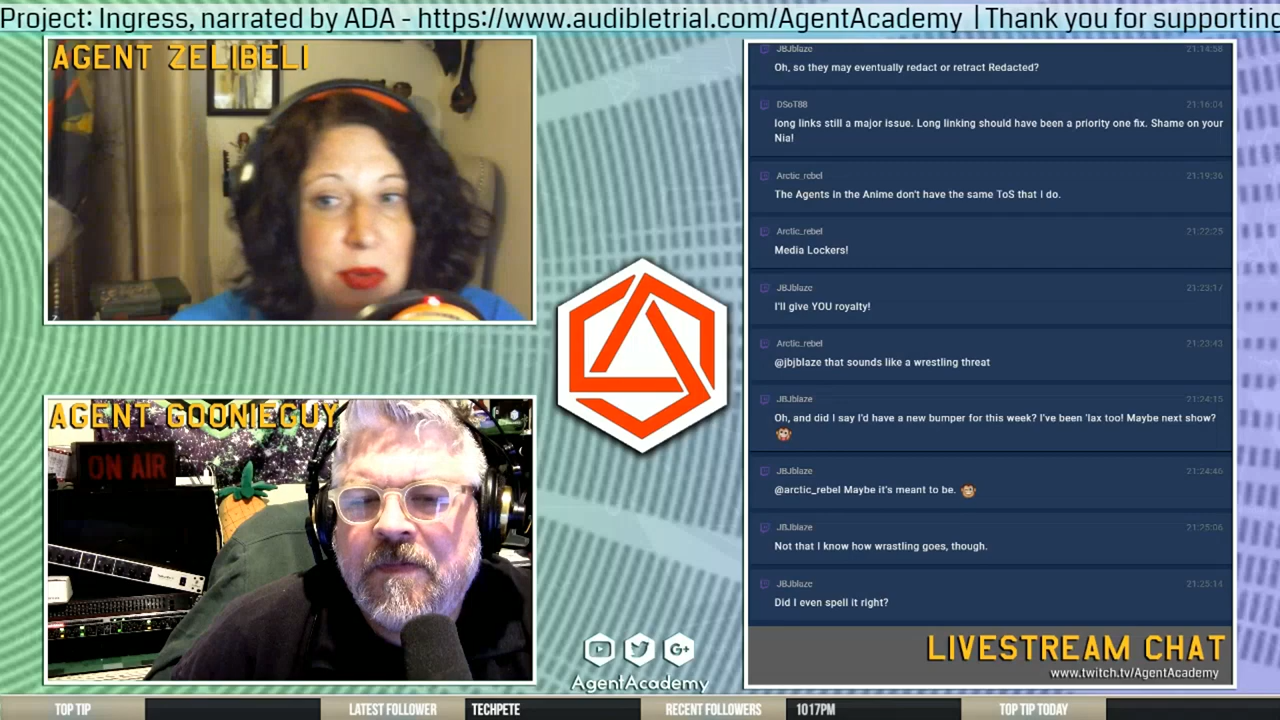 Project: Ingress, narrated by ADA - https://www.audibletrial.com/AgentAcademy | Thank you for supporting
AGENT ZELIBELI
AGENT GOONIEGUY
ON AIR
JBJblaze 21:14:58
Oh, so they may eventually redact or retract Redacted?
DSoT88 21:16:04
long links still a major issue. Long linking should have been a priority one fix. Shame on your
Nia!
Arctic_rebel 21:19:36
The Agents in the Anime don't have the same ToS that I do.
Arctic_rebel 21:22:25
Media Lockers!
JBJblaze 21:23:17
I'll give YOU royalty!
Arctic_rebel 21:23:43
@jbjblaze that sounds like a wrestling threat
JBJblaze 21:24:15
Oh, and did I say I'd have a new bumper for this week? I've been 'lax too! Maybe next show?
JBJblaze 21:24:46
@arctic_rebel Maybe it's meant to be.
JBJblaze 21:25:06
Not that I know how wrastling goes, though.
JBJblaze 21:25:14
Did I even spell it right?
LIVESTREAM CHAT
www.twitch.tv/AgentAcademy
G+
AgentAcademy
TOP TIP LATEST FOLLOWER TECHPETE RECENT FOLLOWERS 1017PM TOP TIP TODAY